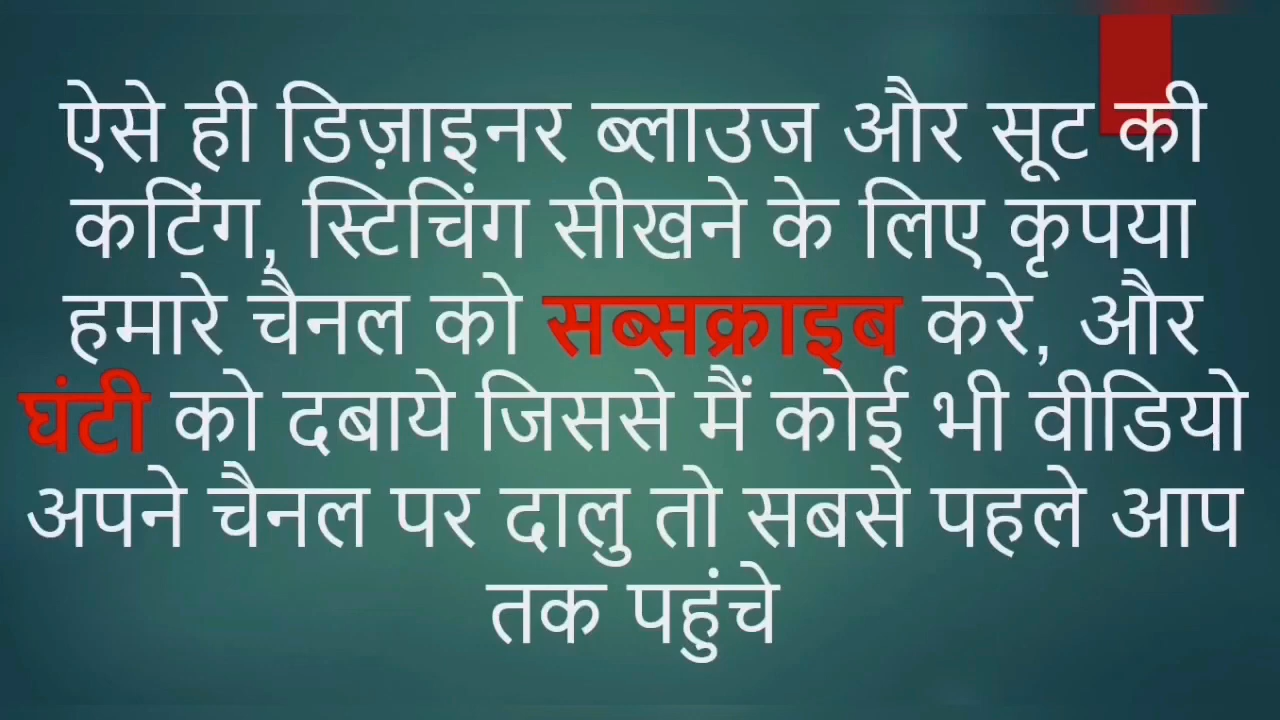 ऐसे ही डिज़ाइनर ब्लाउज और सूट की
कटिंग, स्टिचिंग सीखने के लिए कृपया
हमारे चैनल को सब्सक्राइब करे, और
घंटी को दबाये जिससे मैं कोई भी वीडियो
अपने चैनल पर दालु तो सबसे पहले आप
तक पहुंचे